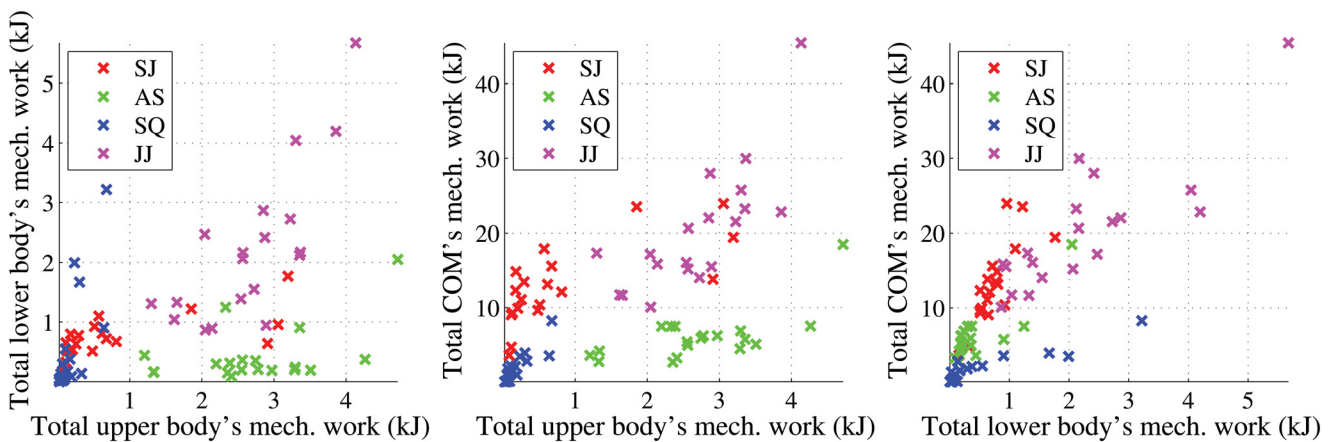 Total lower body's mech. work (kJ)
5
4
3
2
1
0
SJ
AS
SQ
JJ
1
2
3
4
Total upper body's mech. work (kJ)
Total COM's mech. work (kJ)
40
30
20
10
0
SJ
AS
SQ
JJ
1
2
3
4
Total upper body's mech. work (kJ)
Total COM's mech. work (kJ)
40
30
20
10
0
SJ
AS
SQ
JJ
1
2
3
4
5
Total lower body's mech. work (kJ)